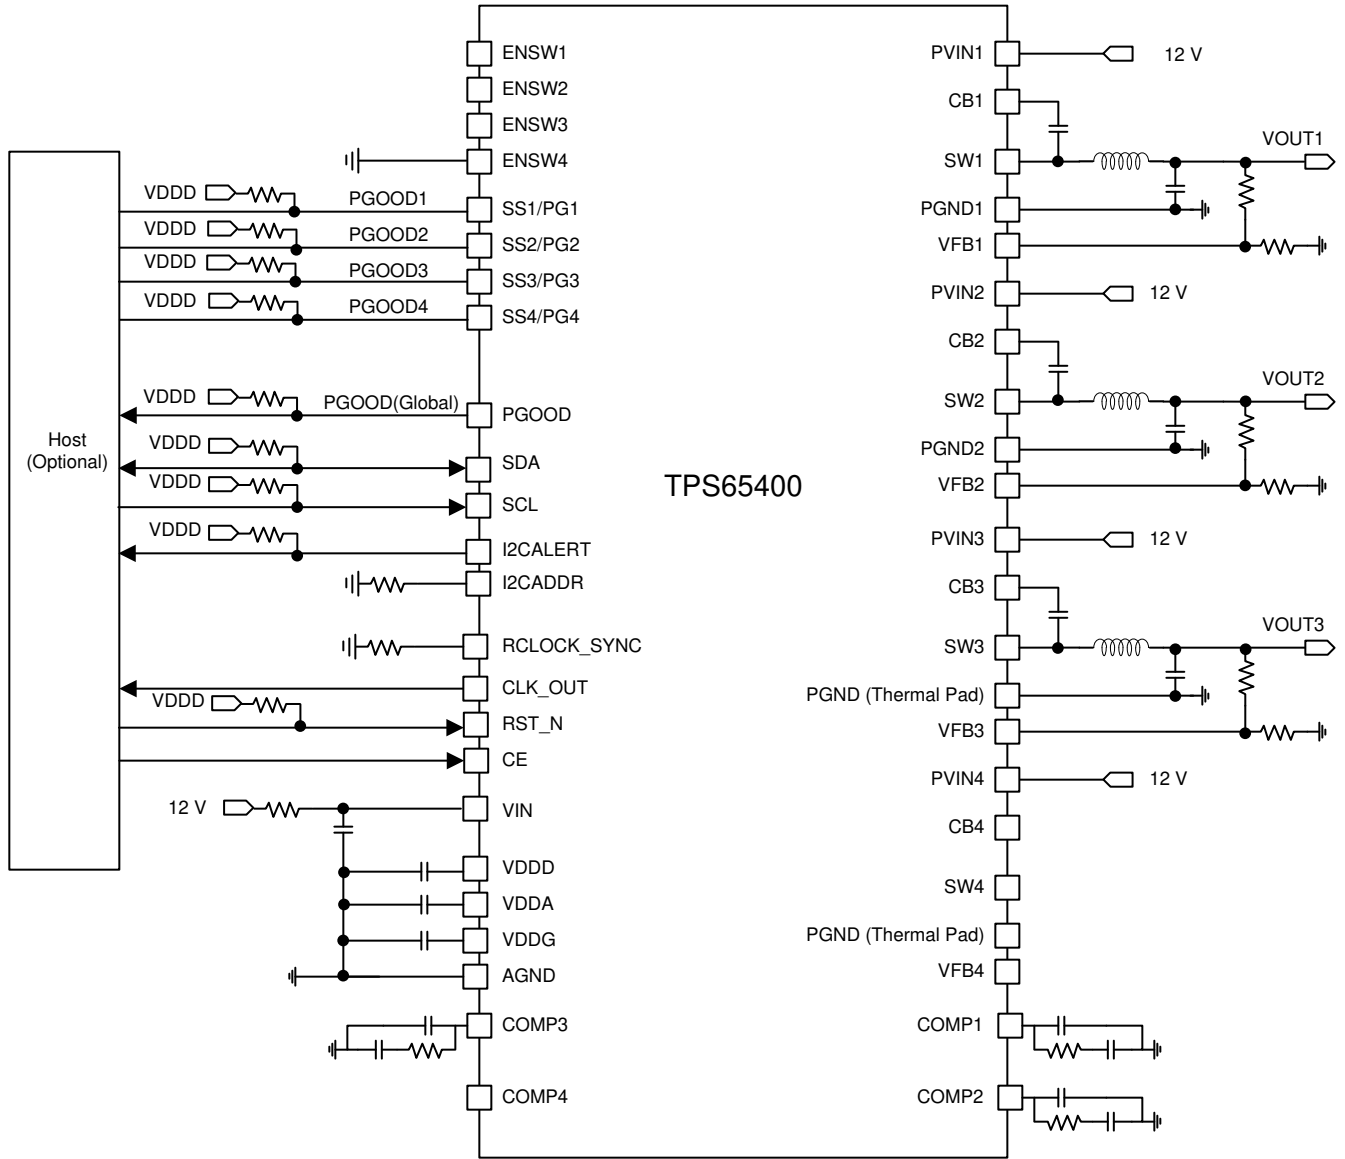 ENSW1
ENSW2
ENSW3
ENSW4
VDDD
PGOOD1
SS1/PG1
VDDD
PGOOD2
SS2/PG2
VDDD
PGOOD3
SS3/PG3
VDDD
PGOOD4
SS4/PG4
VDDD
PGOOD(Global)
PGOOD
Host
(Optional)
VDDD
SDA
VDDD
SCL
VDDD
I2CALERT
I2CADDR
RCLOCK_SYNC
CLK_OUT
VDDD
RST_N
CE
12 V
VIN
VDDD
VDDA
VDDG
AGND
COMP3
COMP4
TPS65400
PVIN1
12 V
CB1
VOUT1
SW1
PGND1
VFB1
PVIN2
12 V
CB2
VOUT2
SW2
PGND2
VFB2
PVIN3
12 V
CB3
VOUT3
SW3
PGND (Thermal Pad)
VFB3
PVIN4
12 V
CB4
SW4
PGND (Thermal Pad)
VFB4
COMP1
COMP2